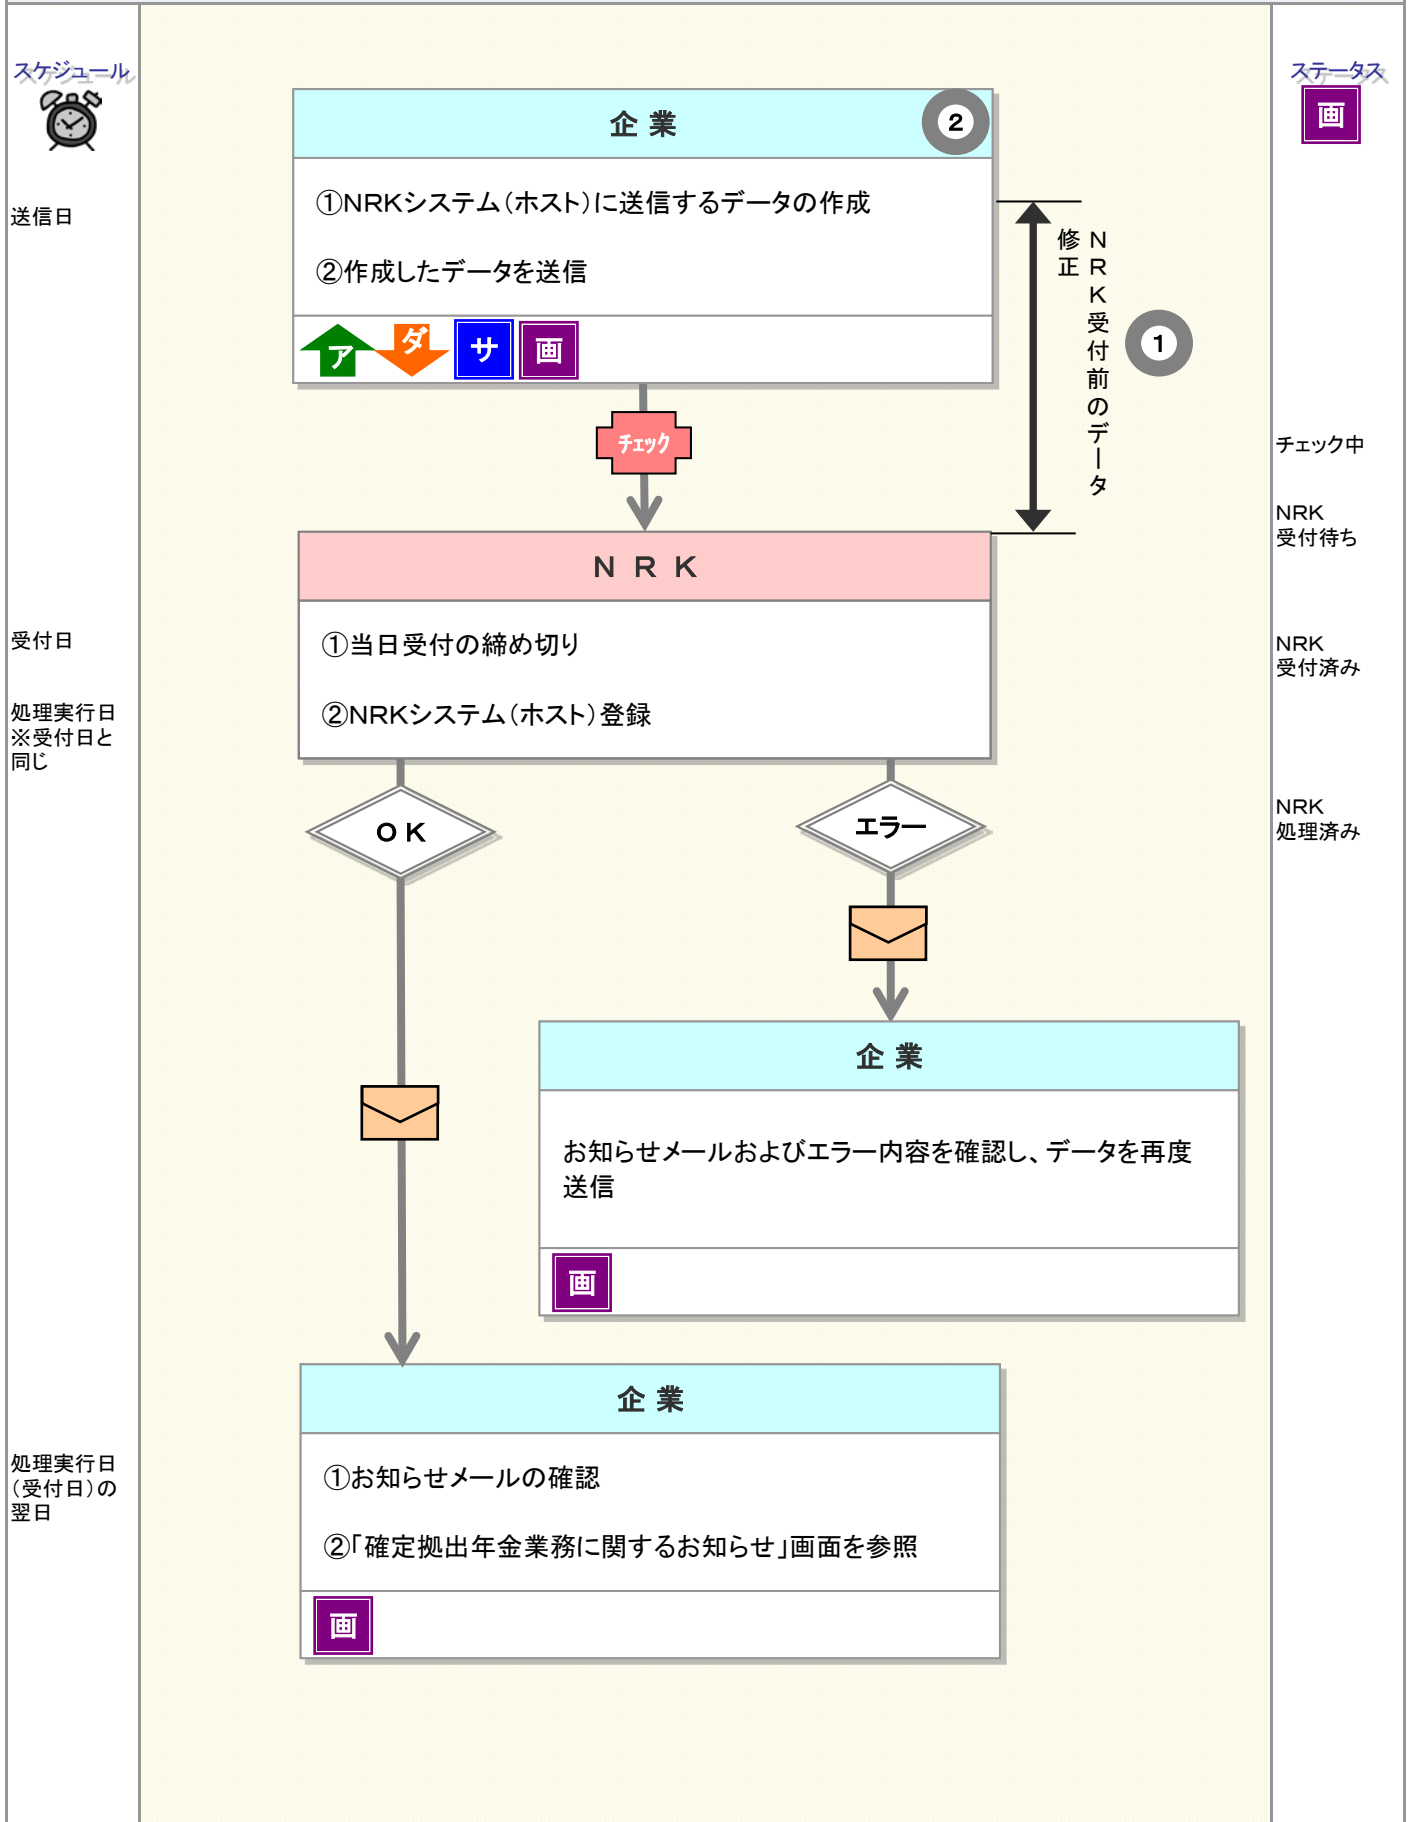 スケジュール
ステータス
画
企 業
2
送信日
①NRKシステム(ホスト)に送信するデータの作成
②作成したデータを送信
ア
ダ
サ
画
NRK受付前のデータ
修正
1
チェック
チェック中
NRK
受付待ち
N R K
受付日
①当日受付の締め切り
NRK
受付済み
処理実行日
※受付日と
同じ
②NRKシステム(ホスト)登録
OK
エラー
NRK
処理済み
企 業
お知らせメールおよびエラー内容を確認し、データを再度
送信
画
企 業
処理実行日
(受付日)の
翌日
①お知らせメールの確認
②「確定拠出年金業務に関するお知らせ」画面を参照
画